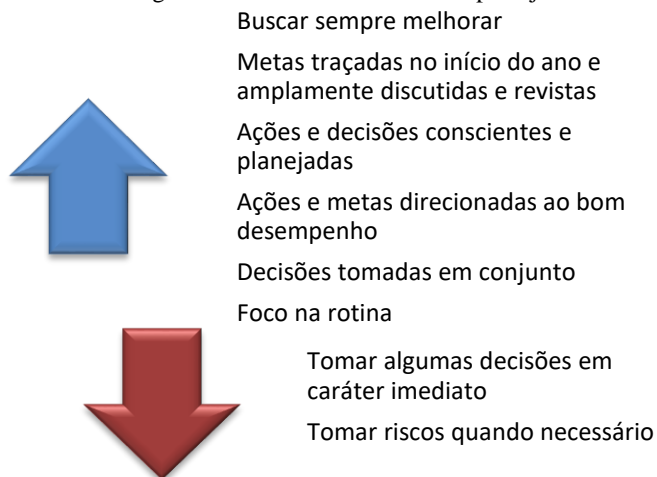 Buscar sempre melhorar
Metas traçadas no início do ano e
amplamente discutidas e revistas
Ações e decisões conscientes e
planejadas
Ações e metas direcionadas ao bom
desempenho
Decisões tomadas em conjunto
Foco na rotina
Tomar algumas decisões em
caráter imediato
Tomar riscos quando necessário